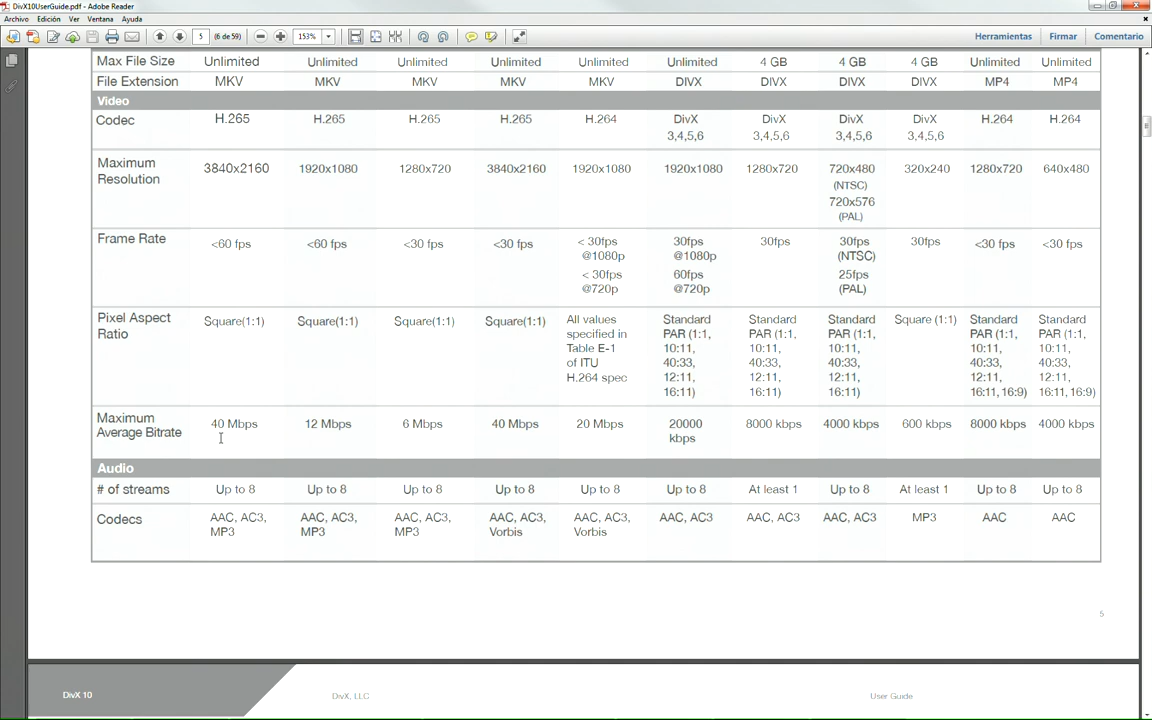 DivX10UserGuide.pdf - Adobe Reader
Archivo Edición Ver Ventana Ayuda
5 (6 de 59) 153% Herramientas Firmar Comentario
Max File Size Unlimited Unlimited Unlimited Unlimited Unlimited Unlimited 4 GB 4 GB 4 GB Unlimited Unlimited
File Extension MKV MKV MKV MKV MKV DIVX DIVX DIVX DIVX MP4 MP4
Video
Codec H.265 H.265 H.265 H.265 H.264 DivX DivX DivX DivX H.264 H.264
3,4,5,6 3,4,5,6 3,4,5,6 3,4,5,6
Maximum 3840x2160 1920x1080 1280x720 3840x2160 1920x1080 1920x1080 1280x720 720x480 320x240 1280x720 640x480
Resolution (NTSC)
720x576
(PAL)
Frame Rate <60 fps <60 fps <30 fps <30 fps < 30fps 30fps 30fps 30fps 30fps <30 fps <30 fps
@1080p @1080p (NTSC)
< 30fps 60fps 25fps
@720p @720p (PAL)
Pixel Aspect Square(1:1) Square(1:1) Square(1:1) Square(1:1) All values Standard Standard Standard Square (1:1) Standard Standard
Ratio specified in PAR (1:1, PAR (1:1, PAR (1:1, PAR (1:1, PAR (1:1,
Table E-1 10:11, 10:11, 10:11, 10:11, 10:11,
of ITU 40:33, 40:33, 40:33, 40:33, 40:33,
H.264 spec 12:11, 12:11, 12:11, 12:11, 12:11,
16:11) 16:11) 16:11) 16:11, 16:9) 16:11, 16:9)
Maximum 40 Mbps 12 Mbps 6 Mbps 40 Mbps 20 Mbps 20000 8000 kbps 4000 kbps 600 kbps 8000 kbps 4000 kbps
Average Bitrate kbps
Audio
# of streams Up to 8 Up to 8 Up to 8 Up to 8 Up to 8 Up to 8 At least 1 Up to 8 At least 1 Up to 8 Up to 8
Codecs AAC, AC3, AAC, AC3, AAC, AC3, AAC, AC3, AAC, AC3, AAC, AC3 AAC, AC3 AAC, AC3 MP3 AAC AAC
MP3 MP3 MP3 Vorbis Vorbis
5
DivX 10 DivX, LLC User Guide